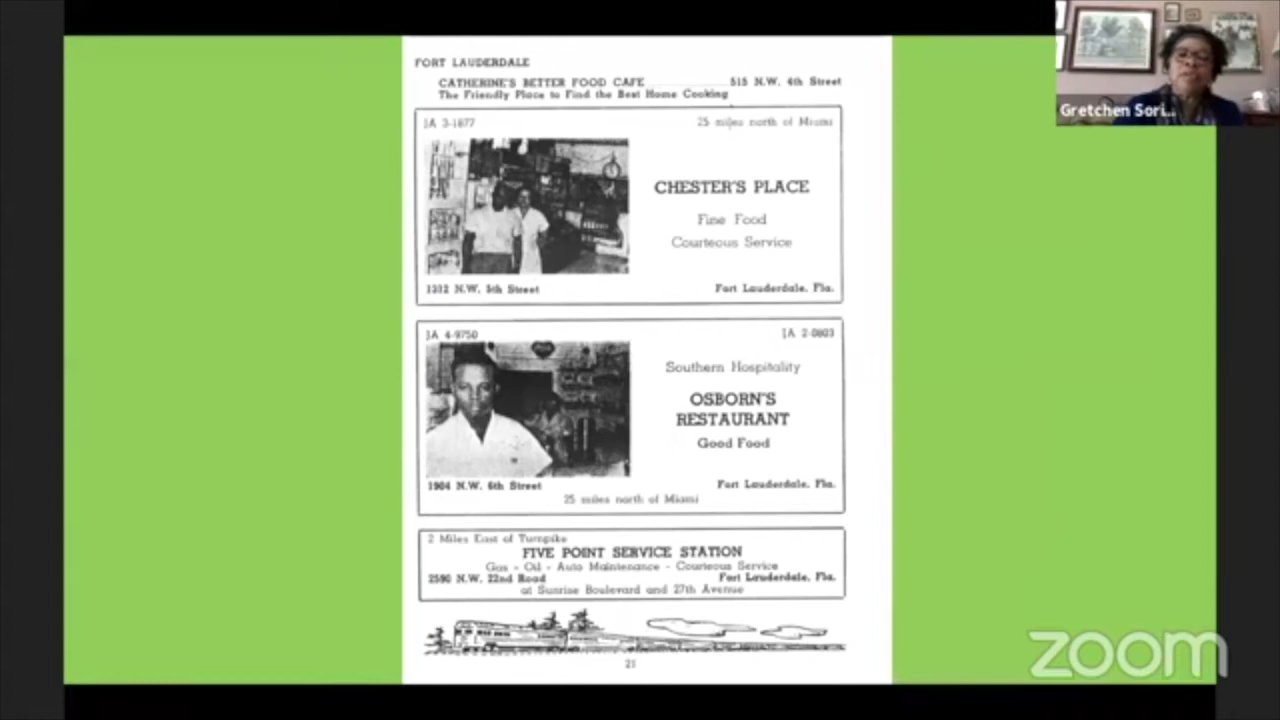 FORT LAUDERDALE
CATHERINE'S BETTER FOOD CAFE 515 N.W. 4th Street
The Friendly Place to Find the Best Home Cooking
JA 3-1877 25 miles north of Miami
CHESTER'S PLACE
Fine Food
Courteous Service
1312 N.W. 5th Street Fort Lauderdale, Fla.
JA 4-9750 JA 2-0803
Southern Hospitality
OSBORN'S
RESTAURANT
Good Food
1904 N.W. 6th Street Fort Lauderdale, Fla.
25 miles north of Miami
2 Miles East of Turnpike
FIVE POINT SERVICE STATION
Gas - Oil - Auto Maintenance - Courteous Service
2590 N.W. 22nd Road Fort Lauderdale, Fla.
at Sunrise Boulevard and 27th Avenue
21
Gretchen Sori...
zoom